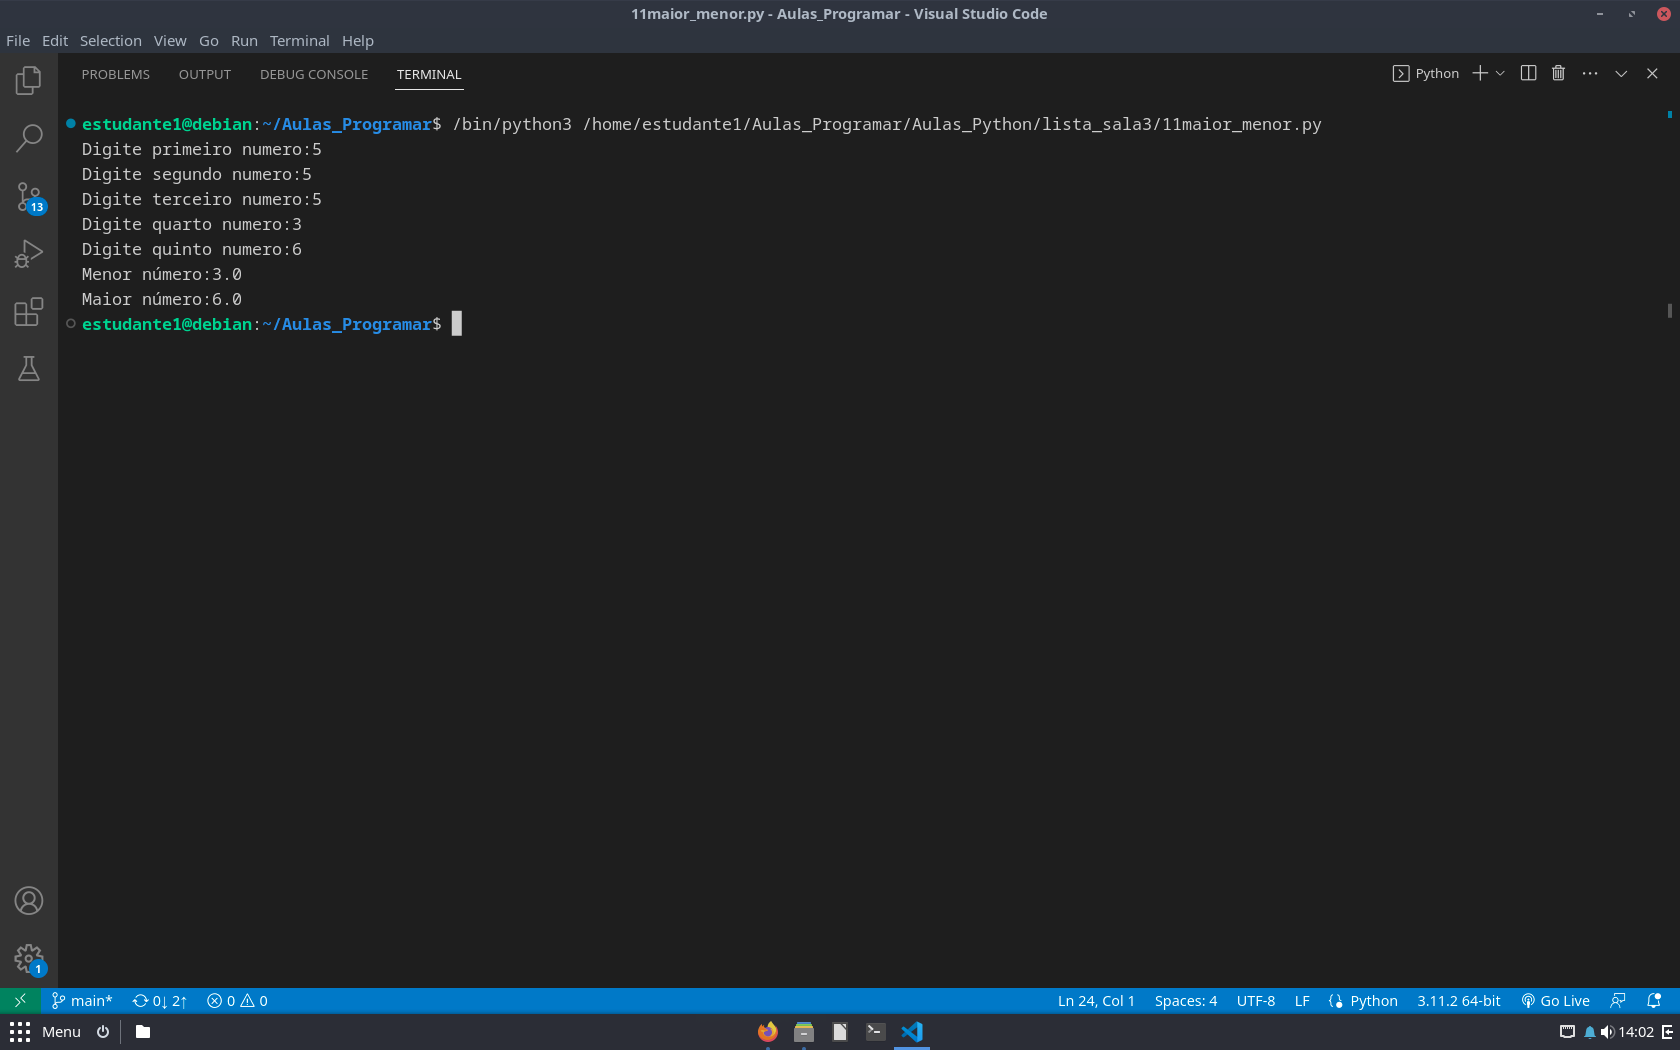 11maior_menor.py - Aulas_Programar - Visual Studio Code
File Edit Selection View Go Run Terminal Help
PROBLEMS OUTPUT DEBUG CONSOLE TERMINAL Python
estudante1@debian:~/Aulas_Programar$ /bin/python3 /home/estudante1/Aulas_Programar/Aulas_Python/lista_sala3/11maior_menor.py
Digite primeiro numero:5
Digite segundo numero:5
Digite terceiro numero:5
Digite quarto numero:3
Digite quinto numero:6
Menor número:3.0
Maior número:6.0
estudante1@debian:~/Aulas_Programar$
13
1
main* 0↓ 2↑ 0 0 Ln 24, Col 1 Spaces: 4 UTF-8 LF Python 3.11.2 64-bit Go Live
Menu 14:02